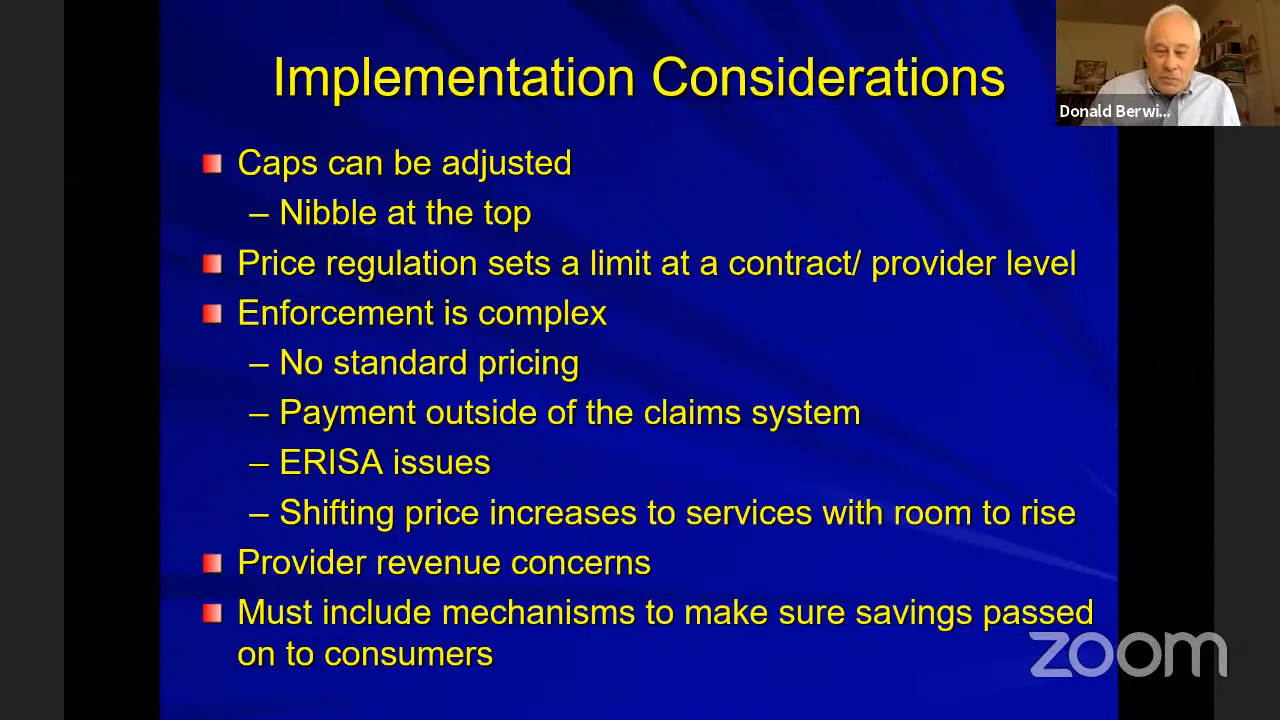 Implementation Considerations
Donald Berwi...
Caps can be adjusted
– Nibble at the top
Price regulation sets a limit at a contract/ provider level
Enforcement is complex
– No standard pricing
– Payment outside of the claims system
– ERISA issues
– Shifting price increases to services with room to rise
Provider revenue concerns
Must include mechanisms to make sure savings passed
on to consumers
zoom